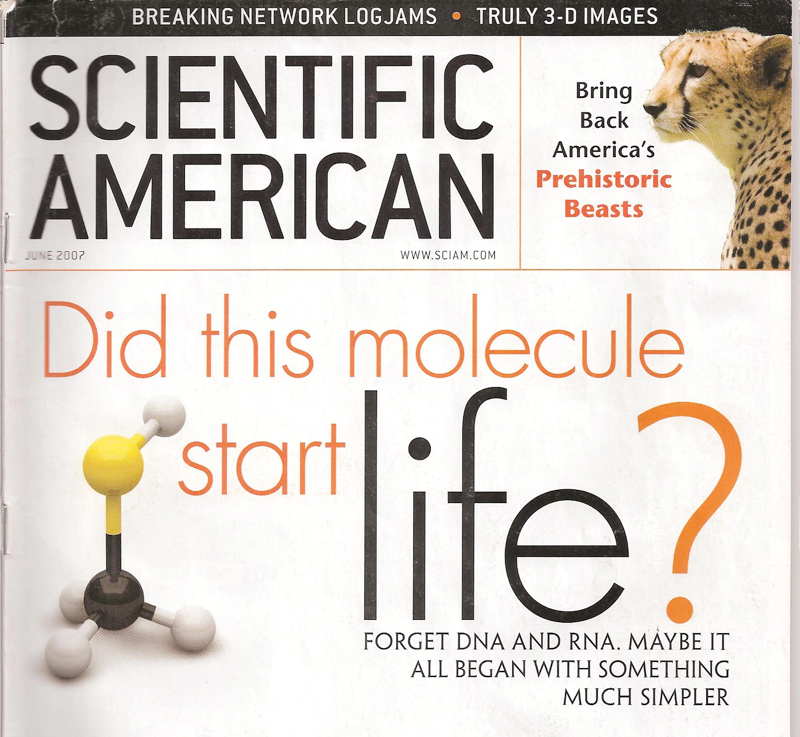 BREAKING NETWORK LOGJAMS • TRULY 3-D IMAGES
SCIENTIFIC
AMERICAN
JUNE 2007
WWW.SCIAM.COM
Bring
Back
America's
Prehistoric
Beasts
Did this molecule
start life?
FORGET DNA AND RNA. MAYBE IT
ALL BEGAN WITH SOMETHING
MUCH SIMPLER